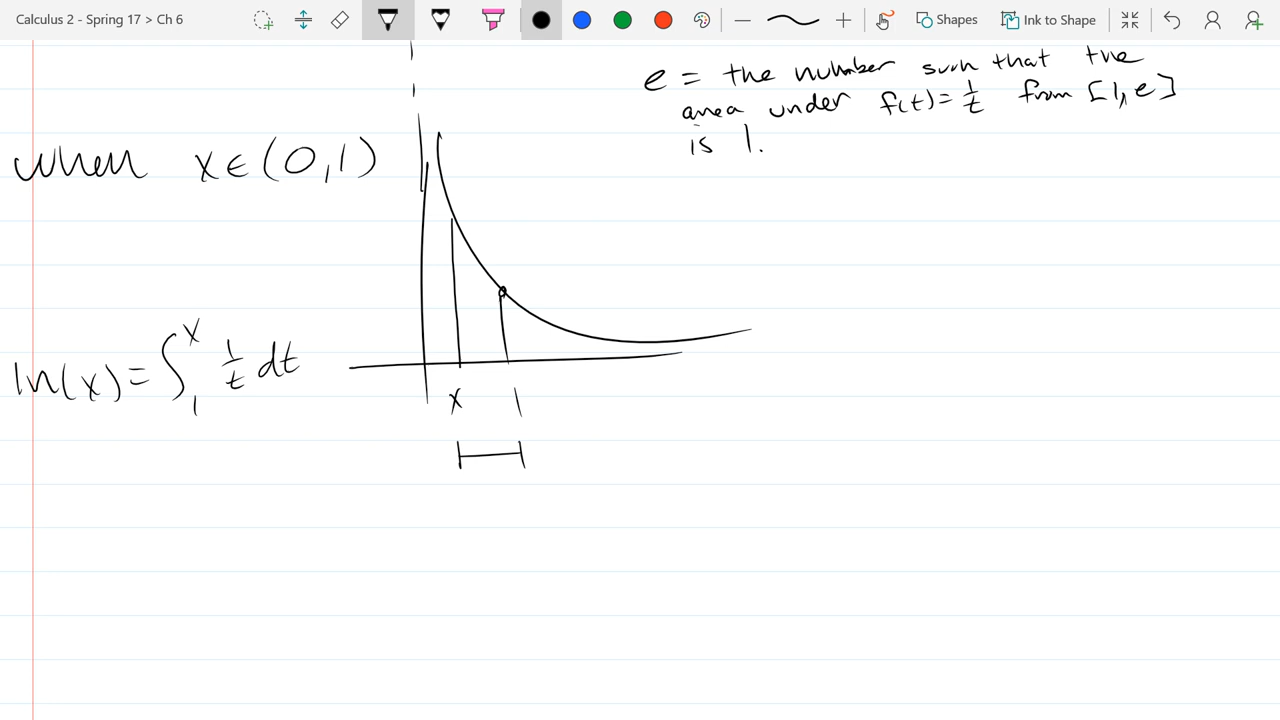 Calculus 2 - Spring 17 > Ch 6
Shapes
Ink to Shape
e = the number such that the
area under f(t)=1/t from [1,e]
is 1.
when x∈(0,1)
ln(x)=∫₁ˣ 1/t dt
x 1